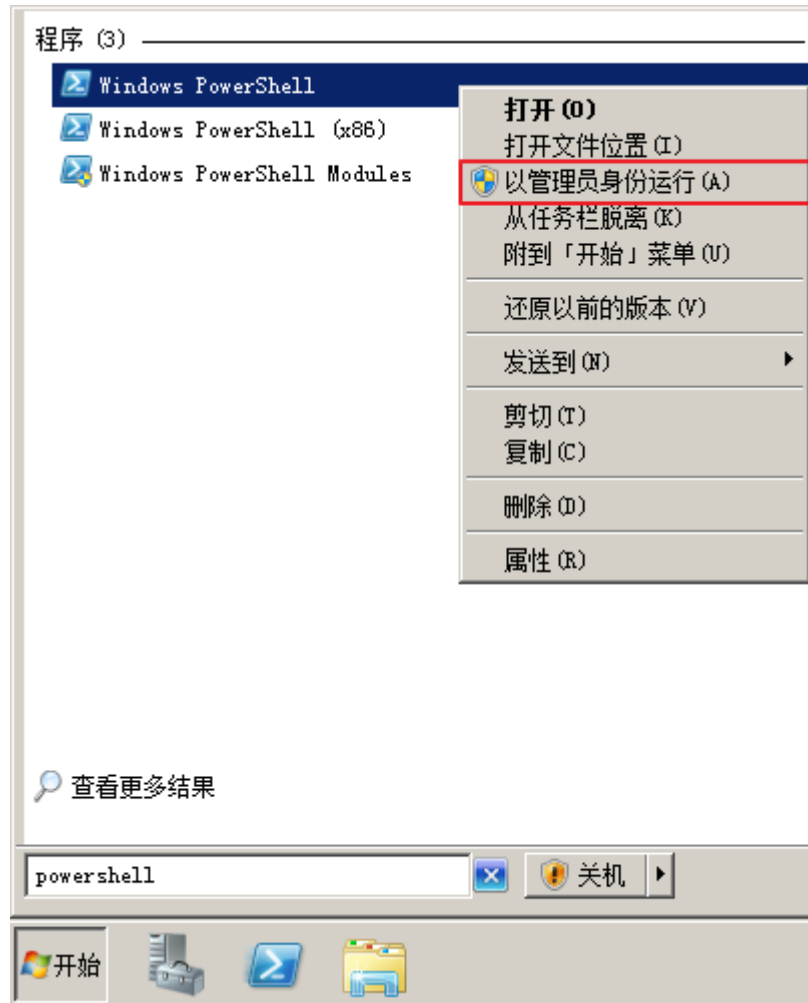 程序 (3)
Windows PowerShell
Windows PowerShell (x86)
Windows PowerShell Modules
打开(O)
打开文件位置(I)
以管理员身份运行(A)
从任务栏脱离(K)
附到「开始」菜单(U)
还原以前的版本(V)
发送到(N)
剪切(T)
复制(C)
删除(D)
属性(R)
查看更多结果
powershell
关机
开始